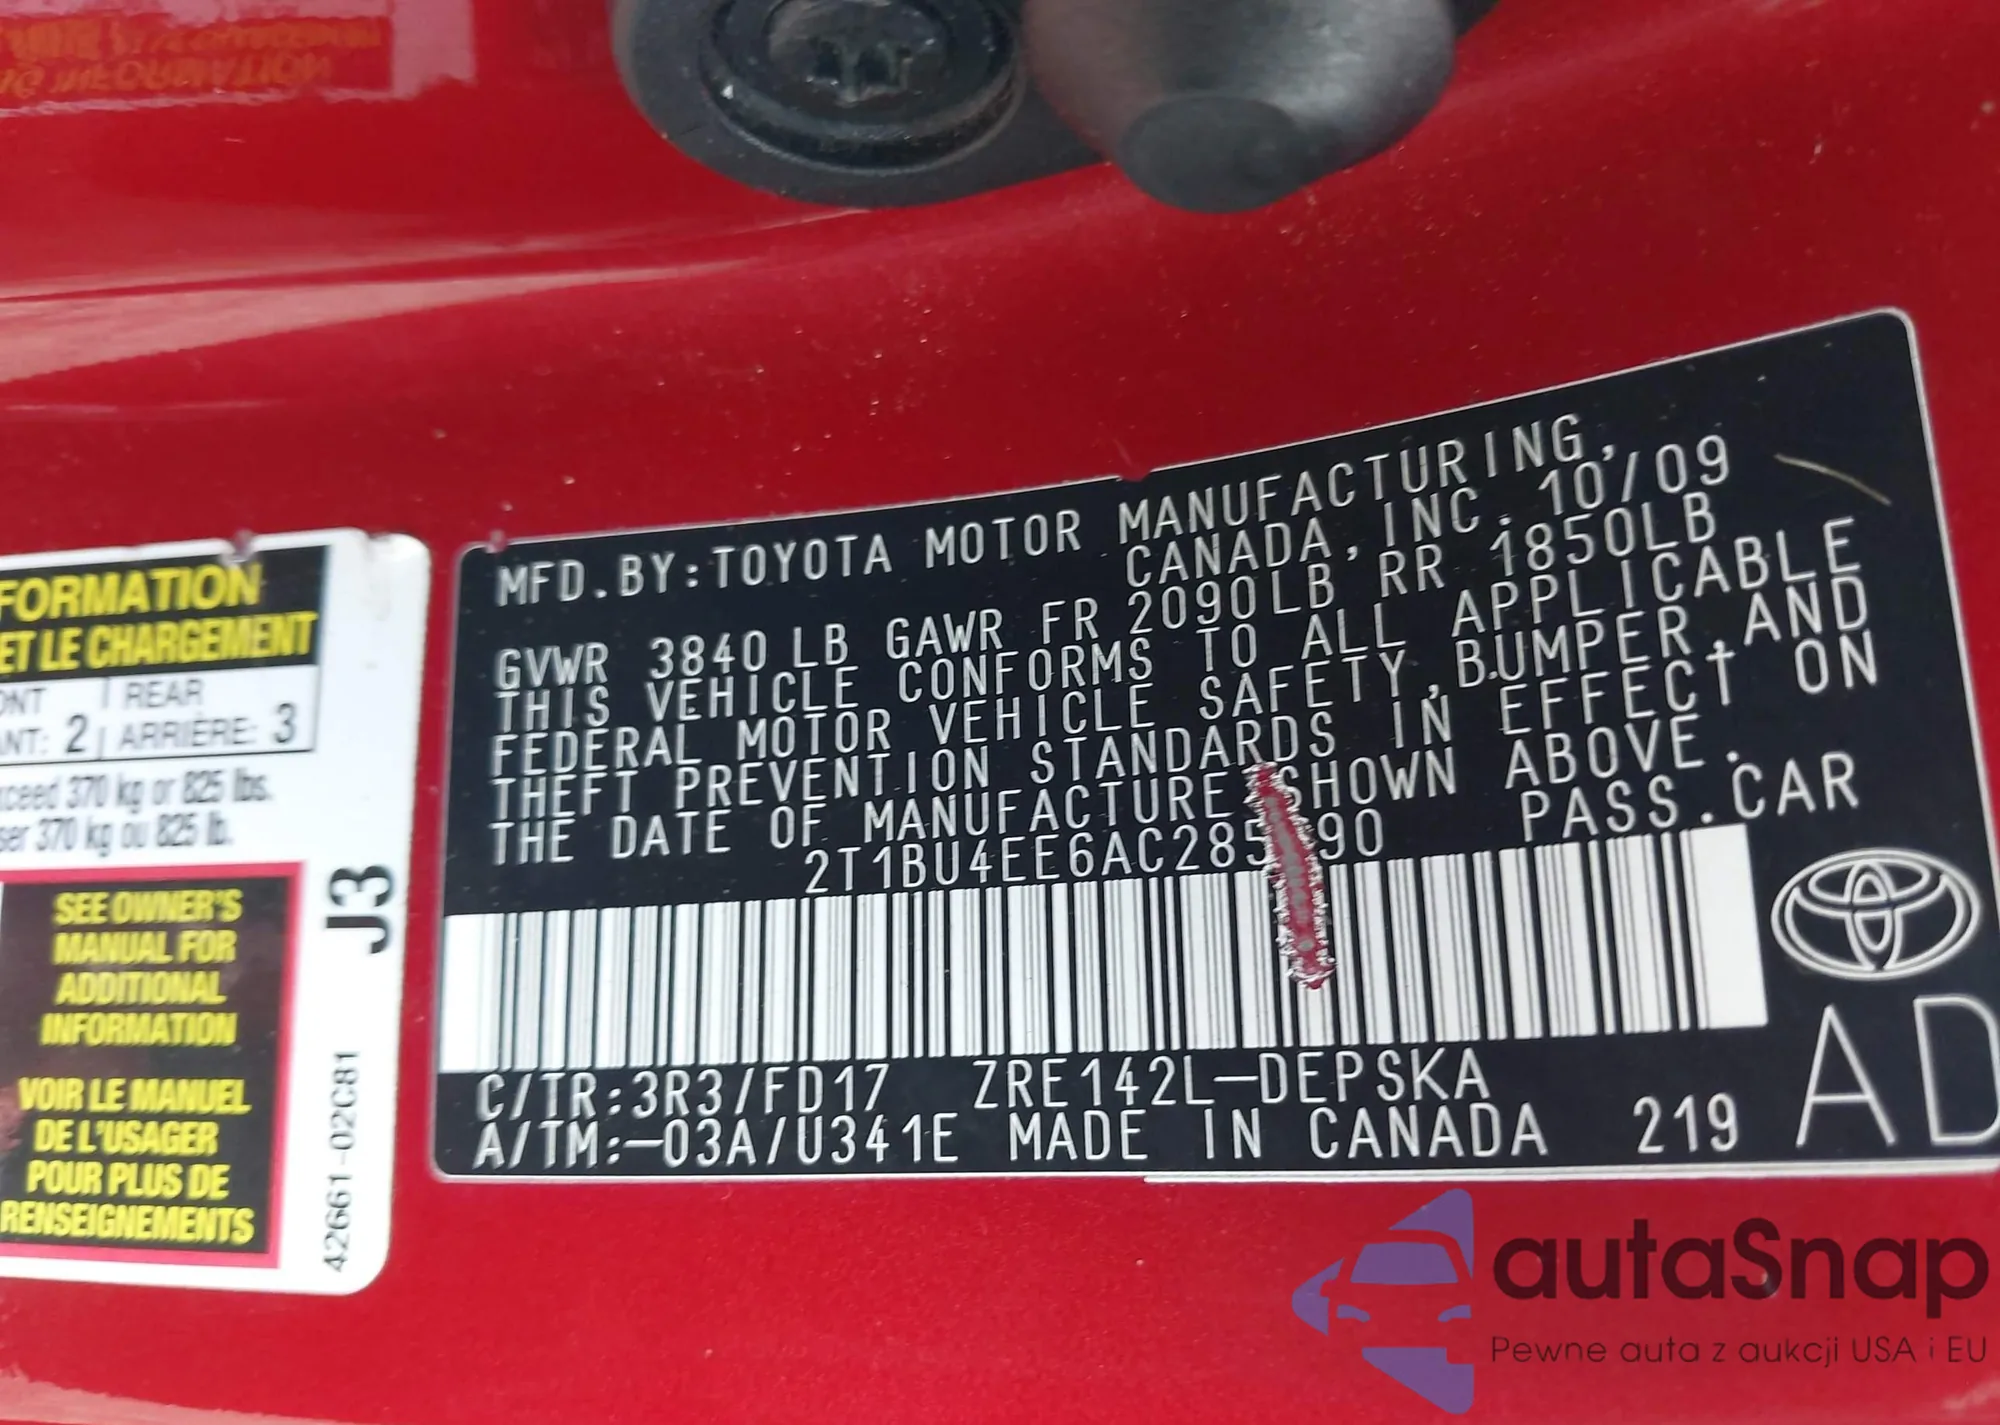 FORMATION
ET LE CHARGEMENT
REAR
ANT: 2 ARRIÈRE: 3
370 kg or 825 lbs.
370 kg ou 825 lb.
SEE OWNER'S
MANUAL FOR
ADDITIONAL
INFORMATION
VOIR LE MANUEL
DE L'USAGER
POUR PLUS DE
RENSEIGNEMENTS
J3
42661-02C81
MFD.BY:TOYOTA MOTOR MANUFACTURING,
CANADA, INC. 10/09
GVWR 3840 LB GAWR FR 2090LB RR 1850LB
THIS VEHICLE CONFORMS TO ALL APPLICABLE
FEDERAL MOTOR VEHICLE SAFETY, BUMPER, AND
THEFT PREVENTION STANDARDS IN EFFECT ON
THE DATE OF MANUFACTURE SHOWN ABOVE.
2T1BU4EE6AC285 90 PASS.CAR
C/TR:3R3/FD17 ZRE142L-DEPSKA
A/TM:-03A/U341E MADE IN CANADA 219
AD
autaSnap
Pewne auta z aukcji USA i EU